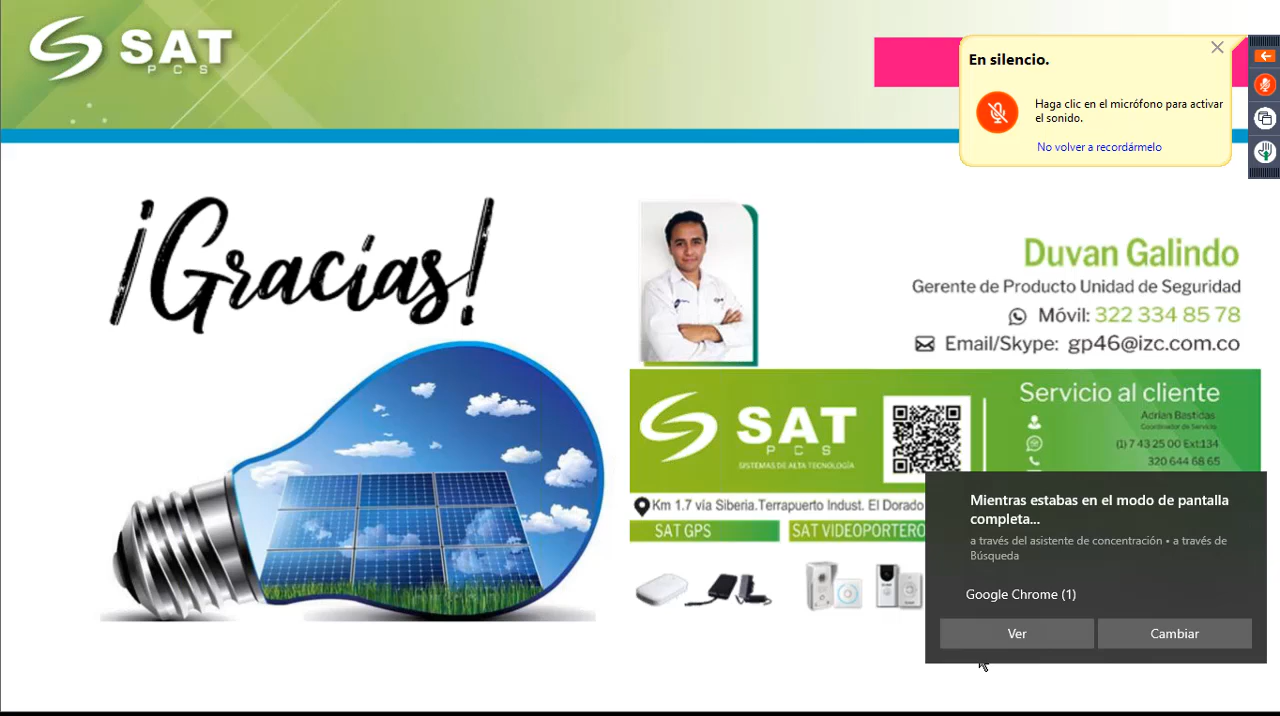 SAT
PCS
En silencio.
Haga clic en el micrófono para activar
el sonido.
No volver a recordármelo
¡Gracias!
Duvan Galindo
Gerente de Producto Unidad de Seguridad
Móvil: 322 334 85 78
Email/Skype: gp46@izc.com.co
SAT
PCS
SISTEMAS DE ALTA TECNOLOGÍA
Servicio al cliente
Adrian Bastidas
Coordinador de Servicio
(1) 7 43 25 00 Ext:134
320 644 68 65
Km 1.7 vía Siberia.Terrapuerto Indust. El Dorado
SAT GPS
SAT VIDEOPORTERO
Mientras estabas en el modo de pantalla
completa...
a través del asistente de concentración • a través de
Búsqueda
Google Chrome (1)
Ver
Cambiar